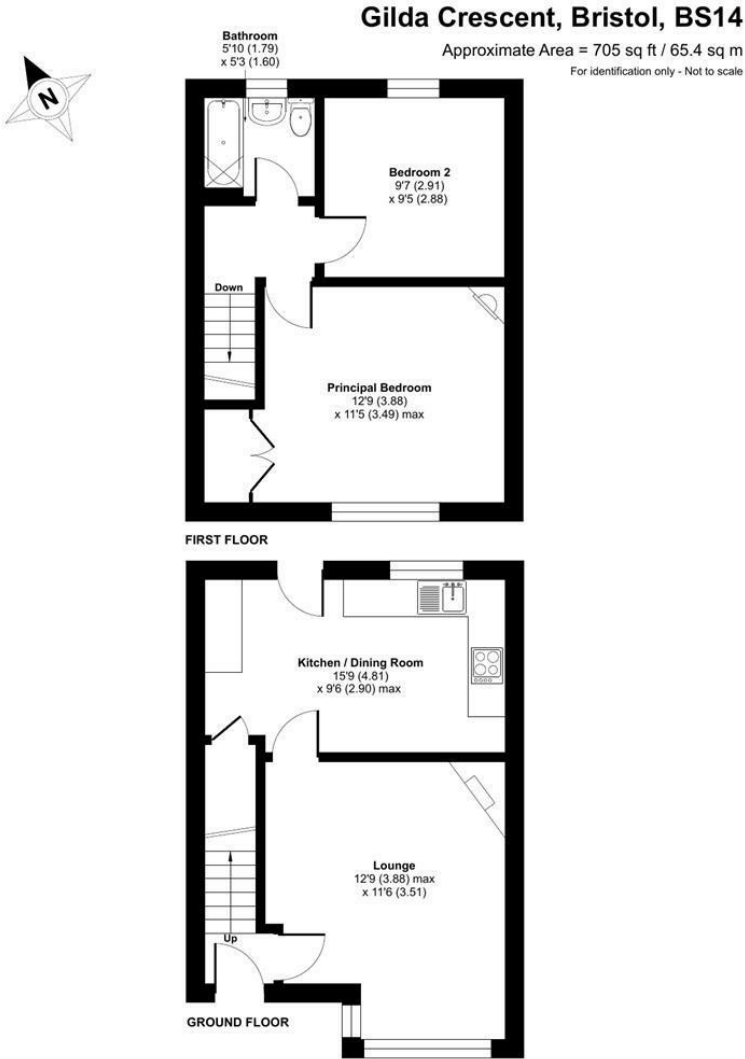 Gilda Crescent, Bristol, BS14
Approximate Area = 705 sq ft / 65.4 sq m
For identification only - Not to scale
N
Bathroom
5'10 (1.79)
x 5'3 (1.60)
Bedroom 2
9'7 (2.91)
x 9'5 (2.88)
Down
Principal Bedroom
12'9 (3.88)
x 11'5 (3.49) max
FIRST FLOOR
Kitchen / Dining Room
15'9 (4.81)
x 9'6 (2.90) max
Lounge
12'9 (3.88) max
x 11'6 (3.51)
Up
GROUND FLOOR